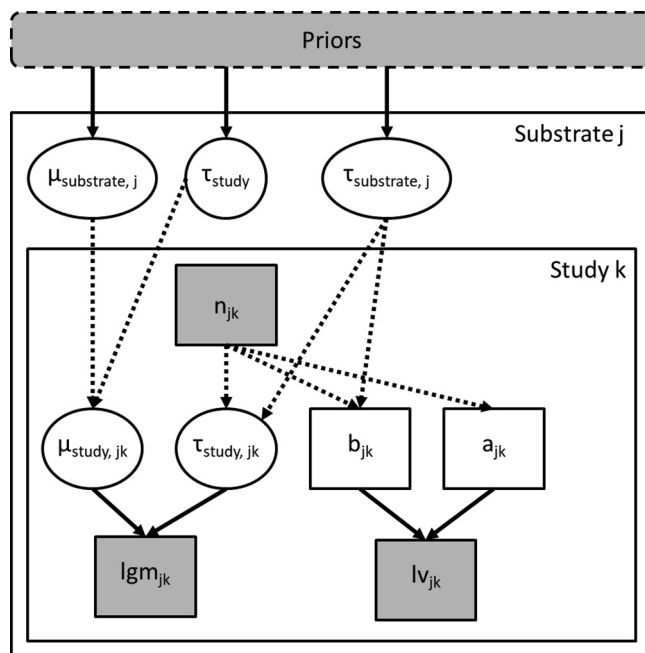 Priors
Substrate j
μsubstrate, j
τstudy
τsubstrate, j
Study k
njk
μstudy, jk
τstudy, jk
bjk
ajk
lgmjk
lvjk